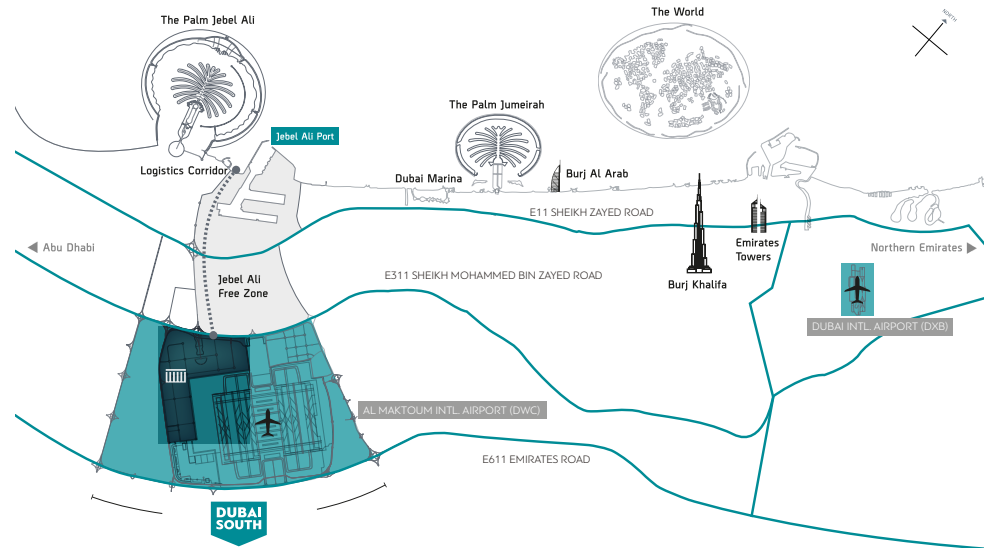 The Palm Jebel Ali
The World
NORTH
The Palm Jumeirah
Jebel Ali Port
Logistics Corridor
Dubai Marina
Burj Al Arab
E11 SHEIKH ZAYED ROAD
Abu Dhabi
Emirates
Towers
Northern Emirates
Jebel Ali
Free Zone
E311 SHEIKH MOHAMMED BIN ZAYED ROAD
Burj Khalifa
DUBAI INTL. AIRPORT (DXB)
AL MAKTOUM INTL. AIRPORT (DWC)
E611 EMIRATES ROAD
DUBAI
SOUTH